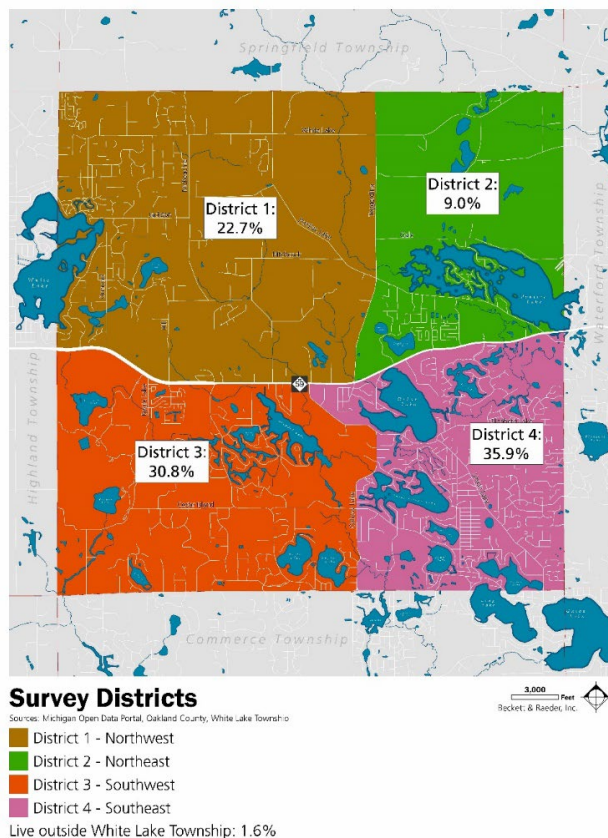 Springfield Township
District 1:
22.7%
District 2:
9.0%
Waterford Township
Highland Township
59
District 3:
30.8%
District 4:
35.9%
Commerce Township
Survey Districts
Sources: Michigan Open Data Portal, Oakland County, White Lake Township
3,000
Feet
Beckett & Raeder, Inc.
District 1 - Northwest
District 2 - Northeast
District 3 - Southwest
District 4 - Southeast
Live outside White Lake Township: 1.6%